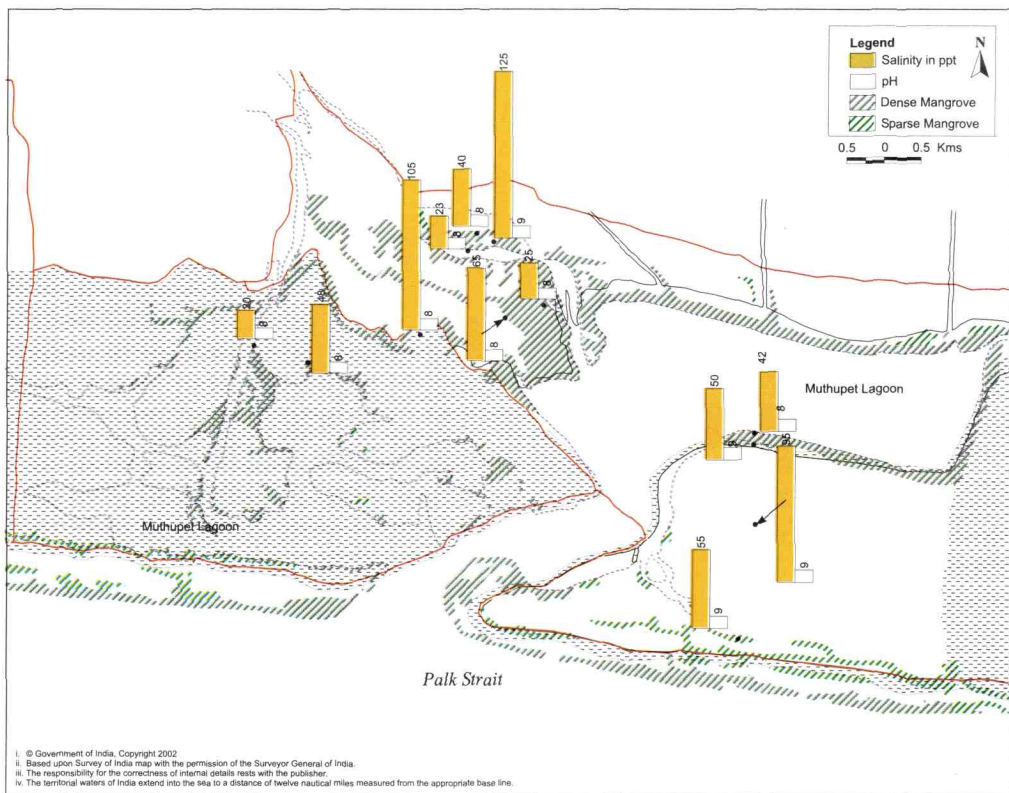 Legend
N
Salinity in ppt
pH
Dense Mangrove
Sparse Mangrove
0.5 0 0.5 Kms
125
105
40
23
8
8
9
65
25
8
20
48
8
8
8
8
42
50
Muthupet Lagoon
8
9
95
Muthupet Lagoon
55
9
9
Palk Strait
i. © Government of India, Copyright 2002
ii. Based upon Survey of India map with the permission of the Surveyor General of India.
iii. The responsibility for the correctness of internal details rests with the publisher.
iv. The territorial waters of India extend into the sea to a distance of twelve nautical miles measured from the appropriate base line.